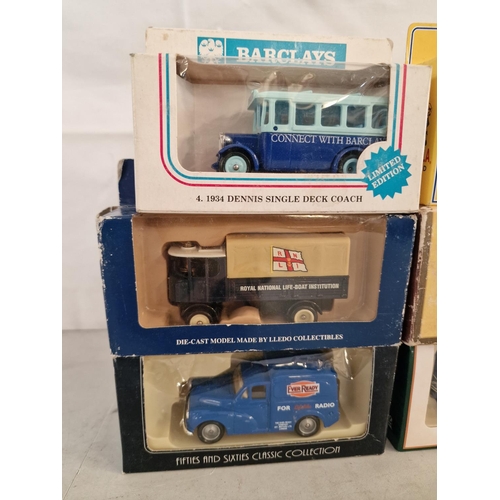 BARCLAYS
CONNECT WITH BARCLAY
4. 1934 DENNIS SINGLE DECK COACH
LIMITED
EDITION
R N
L I
ROYAL NATIONAL LIFE-BOAT INSTITUTION
DIE-CAST MODEL MADE BY LLEDO COLLECTIBLES
EVER READY
FOR RADIO
FIFTIES AND SIXTIES CLASSIC COLLECTION